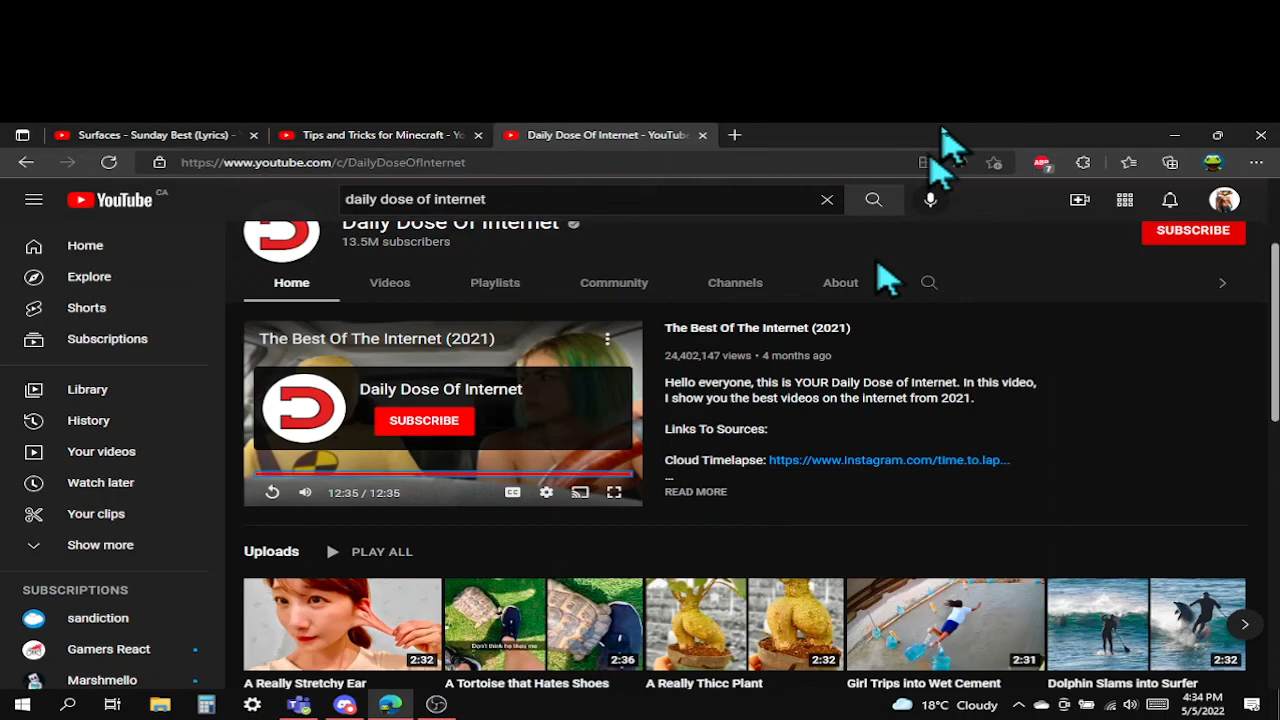 Surfaces - Sunday Best (Lyrics) -
Tips and Tricks for Minecraft - Yo
Daily Dose Of Internet - YouTube
https://www.youtube.com/c/DailyDoseOfInternet
ABP
7
YouTube CA
daily dose of internet
Daily Dose Of Internet
13.5M subscribers
SUBSCRIBE
Home
Explore
Shorts
Subscriptions
Library
History
Your videos
Watch later
Your clips
Show more
SUBSCRIPTIONS
sandiction
Gamers React
Marshmello
Home Videos Playlists Community Channels About
The Best Of The Internet (2021)
Daily Dose Of Internet
SUBSCRIBE
12:35 / 12:35
CC
The Best Of The Internet (2021)
24,402,147 views • 4 months ago
Hello everyone, this is YOUR Daily Dose of Internet. In this video,
I show you the best videos on the internet from 2021.
Links To Sources:
Cloud Timelapse: https://www.instagram.com/time.to.lap...
...
READ MORE
Uploads PLAY ALL
2:32
Don't think he likes me
2:36
2:32
2:31
2:32
A Really Stretchy Ear
A Tortoise that Hates Shoes
A Really Thicc Plant
Girl Trips into Wet Cement
Dolphin Slams into Surfer
18°C Cloudy
4:34 PM
5/5/2022